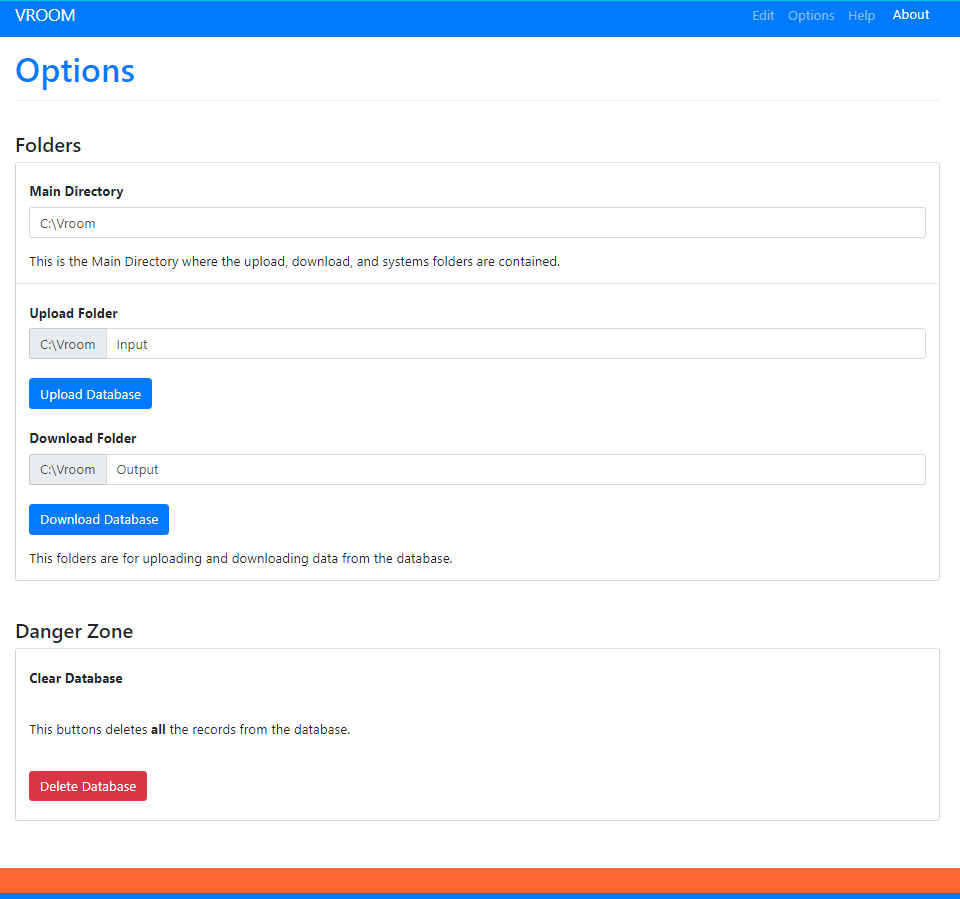 VROOM Edit Options Help About
Options
Folders
Main Directory
C:\Vroom
This is the Main Directory where the upload, download, and systems folders are contained.
Upload Folder
C:\Vroom Input
Upload Database
Download Folder
C:\Vroom Output
Download Database
This folders are for uploading and downloading data from the database.
Danger Zone
Clear Database
This buttons deletes all the records from the database.
Delete Database